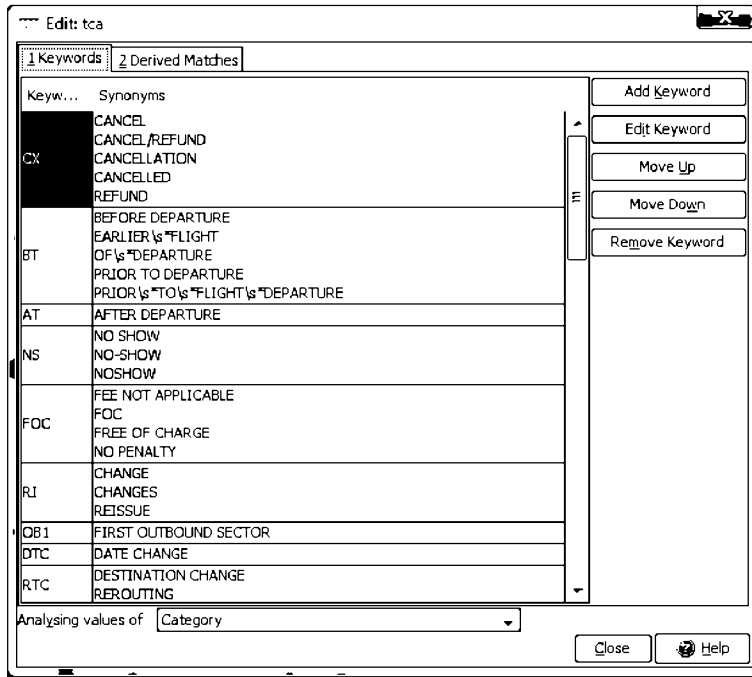 Edit: tca
1 Keywords
2 Derived Matches
Keyw...
Synonyms
CX
CANCEL
CANCEL/REFUND
CANCELLATION
CANCELLED
REFUND
BT
BEFORE DEPARTURE
EARLIER\s*FLIGHT
OF\s*DEPARTURE
PRIOR TO DEPARTURE
PRIOR\s*TO\s*FLIGHT\s*DEPARTURE
AT
AFTER DEPARTURE
NS
NO SHOW
NO-SHOW
NOSHOW
FOC
FEE NOT APPLICABLE
FOC
FREE OF CHARGE
NO PENALTY
RI
CHANGE
CHANGES
REISSUE
OB1
FIRST OUTBOUND SECTOR
DTC
DATE CHANGE
RTC
DESTINATION CHANGE
REROUTING
Add Keyword
Edit Keyword
Move Up
Move Down
Remove Keyword
Analysing values of
Category
Close
Help